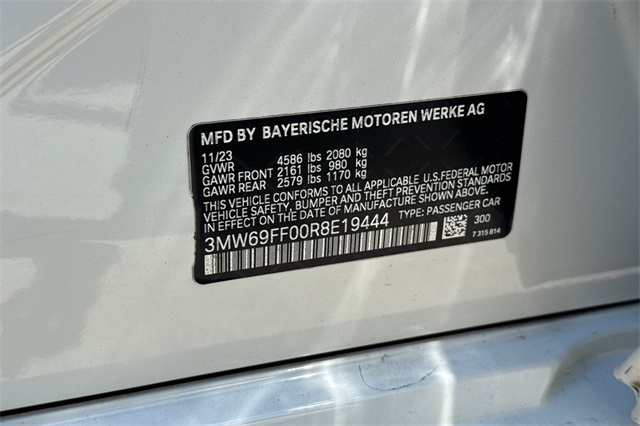 MFD BY BAYERISCHE MOTOREN WERKE AG
11/23
GVWR 4586 lbs 2080 kg
GAWR FRONT 2161 lbs 980 kg
GAWR REAR 2579 lbs 1170 kg
THIS VEHICLE CONFORMS TO ALL APPLICABLE U.S.FEDERAL MOTOR
VEHICLE SAFETY, BUMPER, AND THEFT PREVENTION STANDARDS
IN EFFECT ON THE DATE OF MANUFACTURE SHOWN ABOVE.
3MW69FF00R8E19444 TYPE: PASSENGER CAR
300
7 315 814